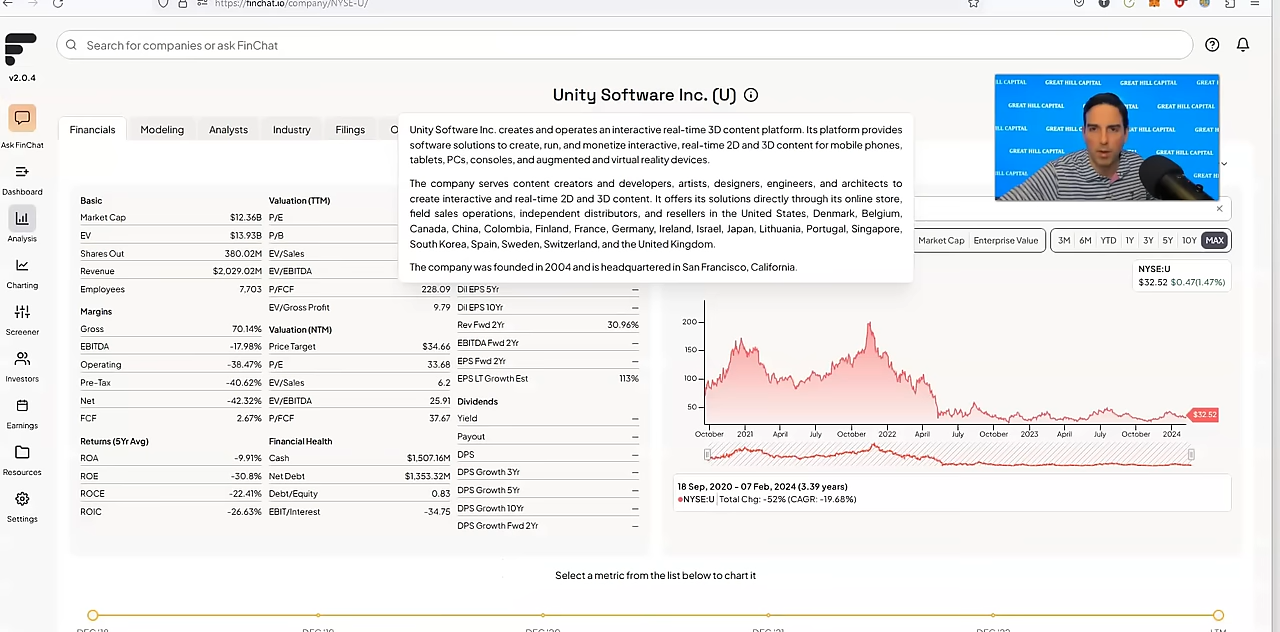 https://finchat.io/company/NYSE-U/
Search for companies or ask FinChat
v2.0.4
Ask FinChat
Dashboard
Analysis
Charting
Screener
Investors
Earnings
Resources
Settings
Unity Software Inc. (U)
Financials Modeling Analysts Industry Filings
Unity Software Inc. creates and operates an interactive real-time 3D content platform. Its platform provides
software solutions to create, run, and monetize interactive, real-time 2D and 3D content for mobile phones,
tablets, PCs, consoles, and augmented and virtual reality devices.
The company serves content creators and developers, artists, designers, engineers, and architects to
create interactive and real-time 2D and 3D content. It offers its solutions directly through its online store,
field sales operations, independent distributors, and resellers in the United States, Denmark, Belgium,
Canada, China, Colombia, Finland, France, Germany, Ireland, Israel, Japan, Lithuania, Portugal, Singapore,
South Korea, Spain, Sweden, Switzerland, and the United Kingdom.
The company was founded in 2004 and is headquartered in San Francisco, California.
Basic
Market Cap $12.36B
EV $13.93B
Shares Out 380.02M
Revenue $2,029.02M
Employees 7,703
Margins
Gross 70.14%
EBITDA -17.98%
Operating -38.47%
Pre-Tax -40.62%
Net -42.32%
FCF 2.67%
Returns (5Yr Avg)
ROA -9.91%
ROE -30.8%
ROCE -22.41%
ROIC -26.63%
Valuation (TTM)
P/E
P/B
EV/Sales
EV/EBITDA
P/FCF 228.09
EV/Gross Profit 9.79
Valuation (NTM)
Price Target $34.66
P/E 33.68
EV/Sales 6.2
EV/EBITDA 25.91
P/FCF 37.67
Financial Health
Cash $1,507.16M
Net Debt $1,353.32M
Debt/Equity 0.83
EBIT/Interest -34.75
Dil EPS 5Yr —
Dil EPS 10Yr —
Rev Fwd 2Yr 30.96%
EBITDA Fwd 2Yr —
EPS Fwd 2Yr —
EPS LT Growth Est 113%
Dividends
Yield —
Payout —
DPS —
DPS Growth 3Yr —
DPS Growth 5Yr —
DPS Growth 10Yr —
DPS Growth Fwd 2Yr —
GREAT HILL CAPITAL GREAT HILL CAPITAL
Market Cap Enterprise Value 3M 6M YTD 1Y 3Y 5Y 10Y MAX
NYSE:U
$32.52 $0.47(1.47%)
200
150
100
50
$32.52
October 2021 April July October 2022 April July October 2023 April July October 2024
18 Sep, 2020 - 07 Feb, 2024 (3.39 years)
NYSE:U Total Chg: -52% (CAGR: -19.68%)
Select a metric from the list below to chart it
DEC '18 DEC '19 DEC '20 DEC '21 DEC '22 LTM